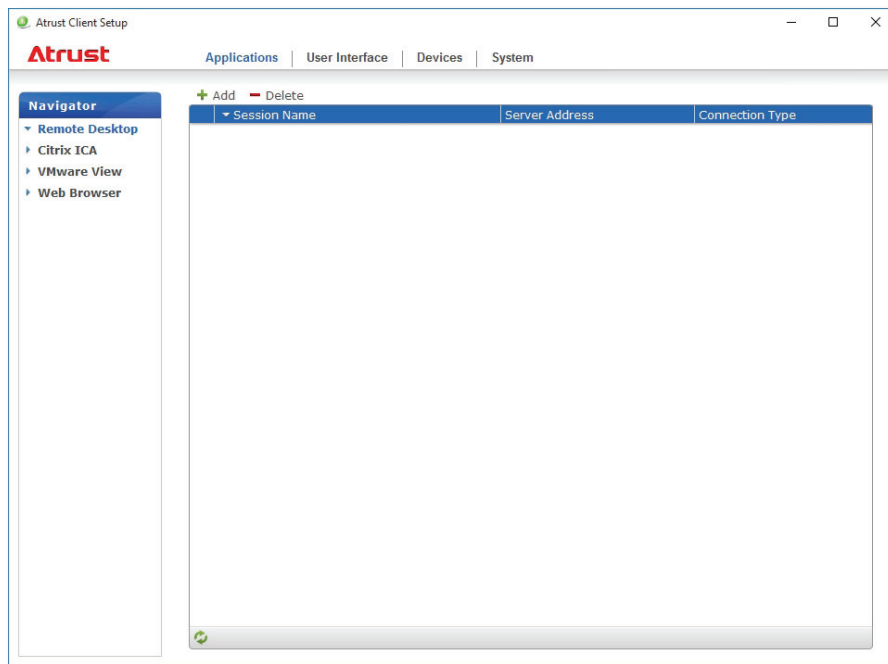 Atrust Client Setup
Atrust
Applications User Interface Devices System
Navigator
Remote Desktop
Citrix ICA
VMware View
Web Browser
Add Delete
Session Name Server Address Connection Type